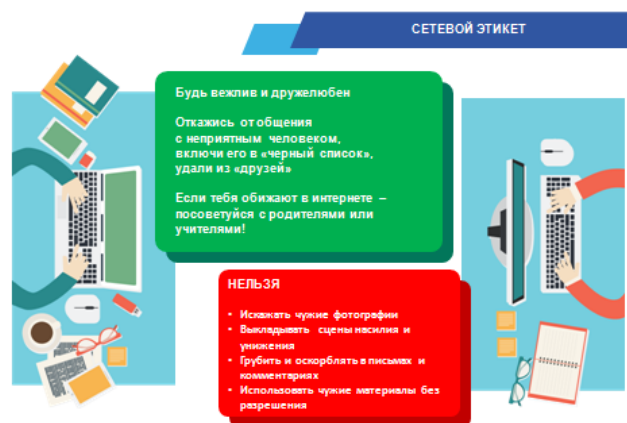 СЕТЕВОЙ ЭТИКЕТ
Будь вежлив и дружелюбен
Откажись от общения
с неприятным человеком,
включи его в «черный список»,
удали из «друзей»
Если тебя обижают в интернете –
посоветуйся с родителями или
учителями!
НЕЛЬЗЯ
• Искажать чужие фотографии
• Выкладывать сцены насилия и
унижения
• Грубить и оскорблять в письмах и
комментариях
• Использовать чужие материалы без
разрешения